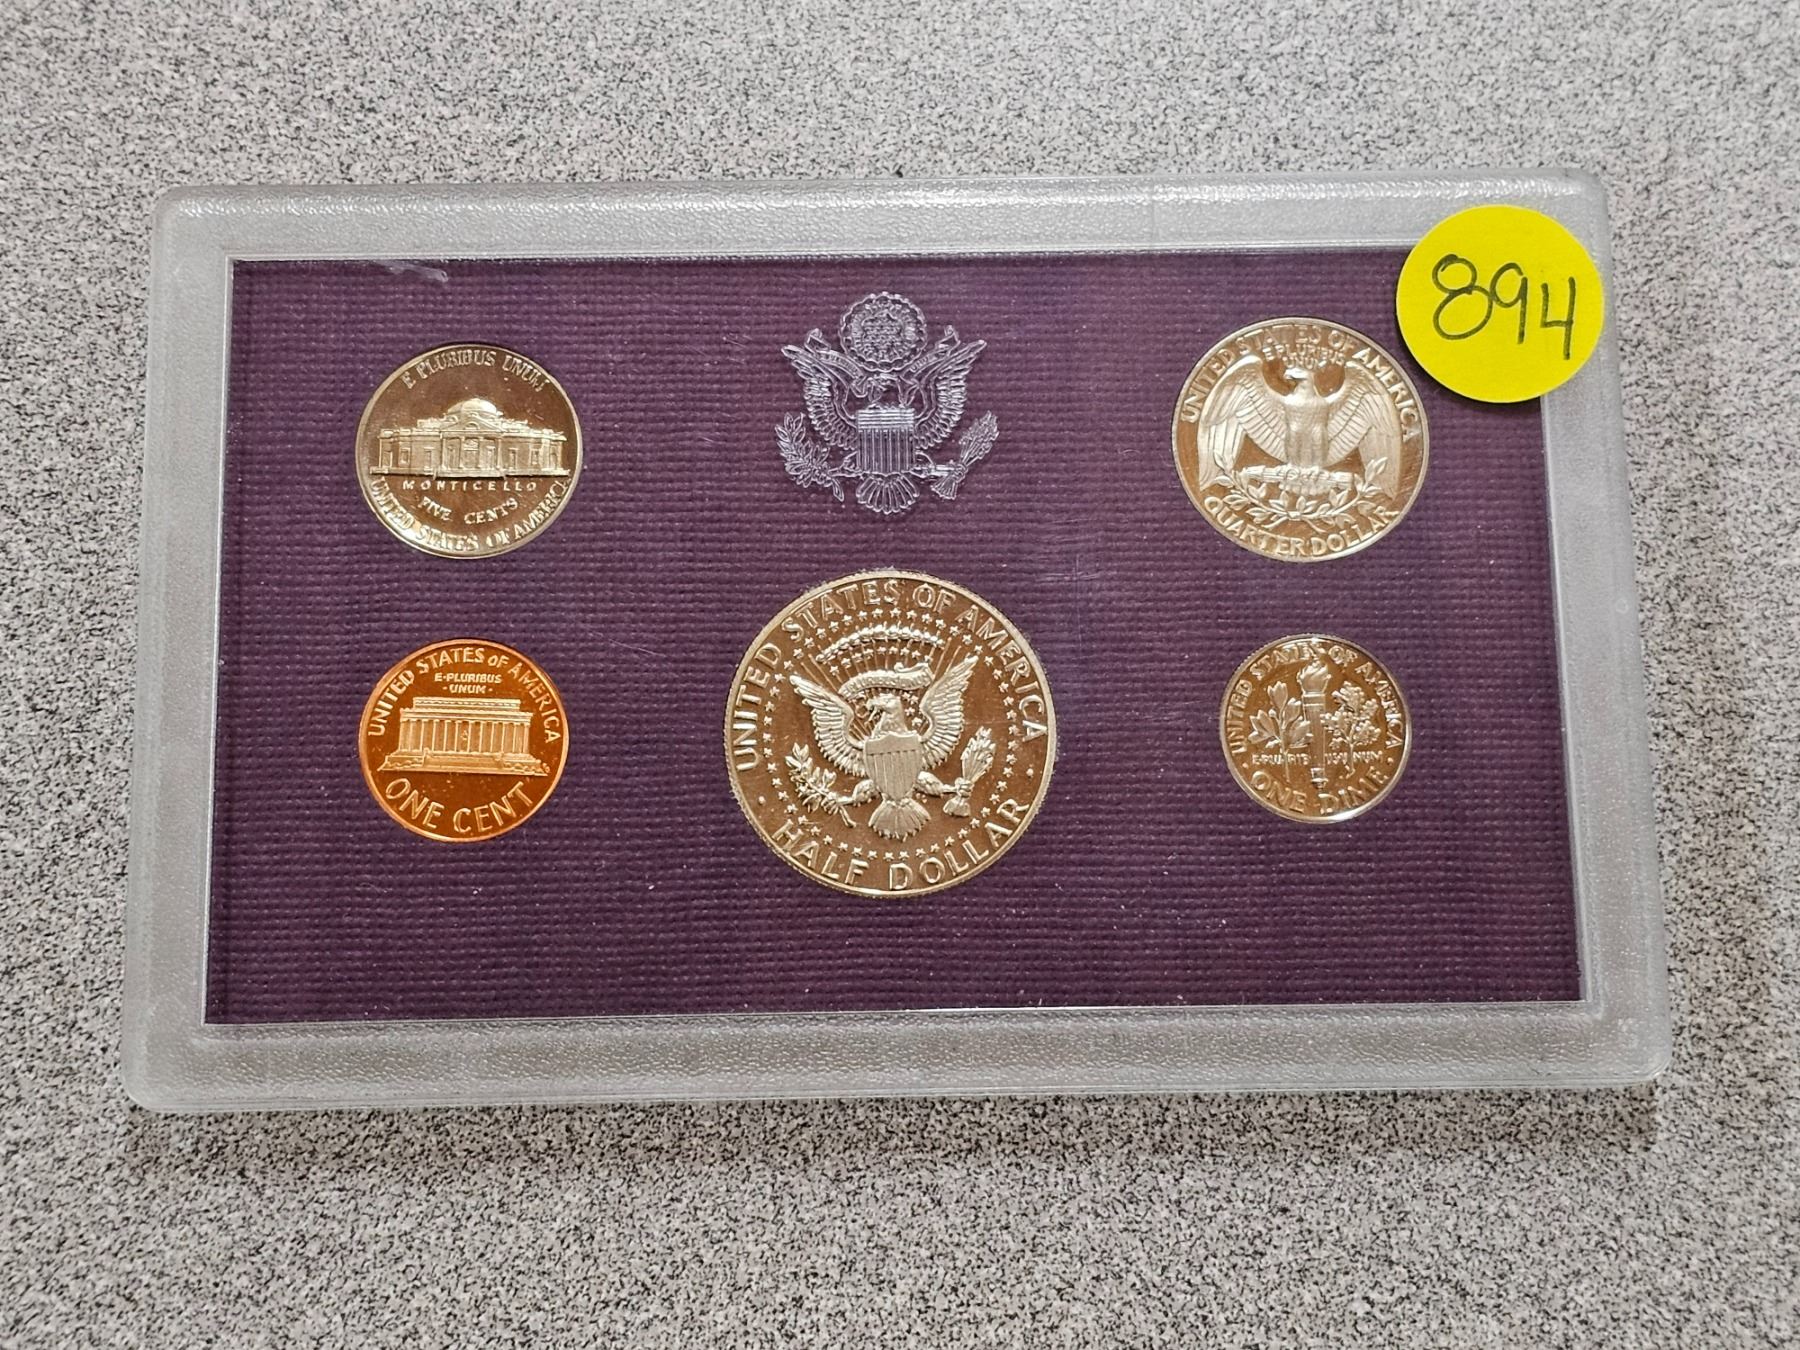 894
E PLURIBUS UNUM
MONTICELLO
FIVE CENTS
UNITED STATES OF AMERICA
UNITED STATES OF AMERICA
E PLURIBUS
UNUM
QUARTER DOLLAR
UNITED STATES OF AMERICA
E·PLURIBUS
·UNUM·
ONE CENT
UNITED STATES OF AMERICA
· HALF DOLLAR ·
UNITED STATES OF AMERICA
E·PLURIBUS UNUM
· ONE DIME ·